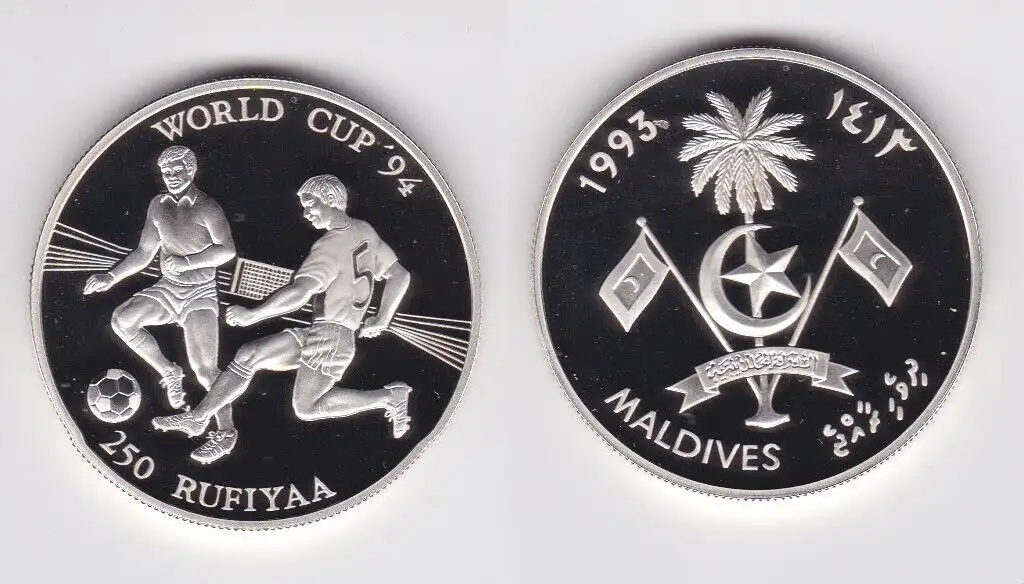 WORLD CUP '94
5
250 RUFIYAA
1993
١٤١٣
MALDIVES